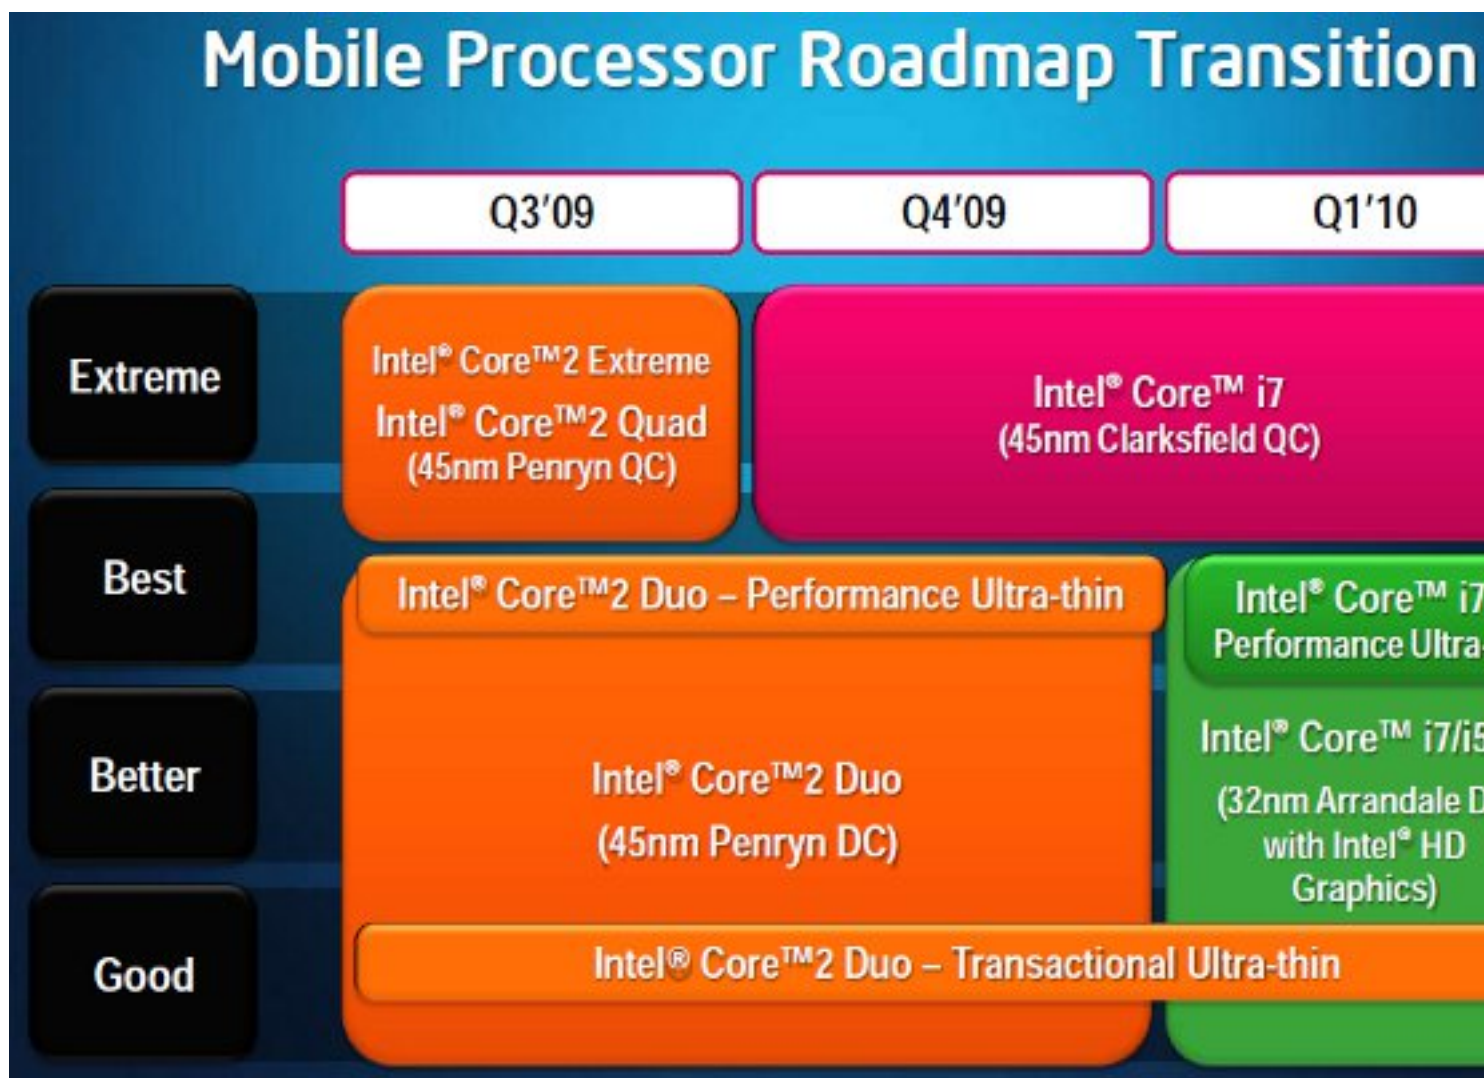 Mobile Processor Roadmap Transition
Q3'09
Q4'09
Q1'10
Extreme
Intel® Core™2 Extreme
Intel® Core™2 Quad
(45nm Penryn QC)
Intel® Core™ i7
(45nm Clarksfield QC)
Best
Intel® Core™2 Duo – Performance Ultra-thin
Intel® Core™ i7
Performance Ultra-
Better
Intel® Core™2 Duo
(45nm Penryn DC)
Intel® Core™ i7/i5
(32nm Arrandale D
with Intel® HD
Graphics)
Good
Intel® Core™2 Duo – Transactional Ultra-thin